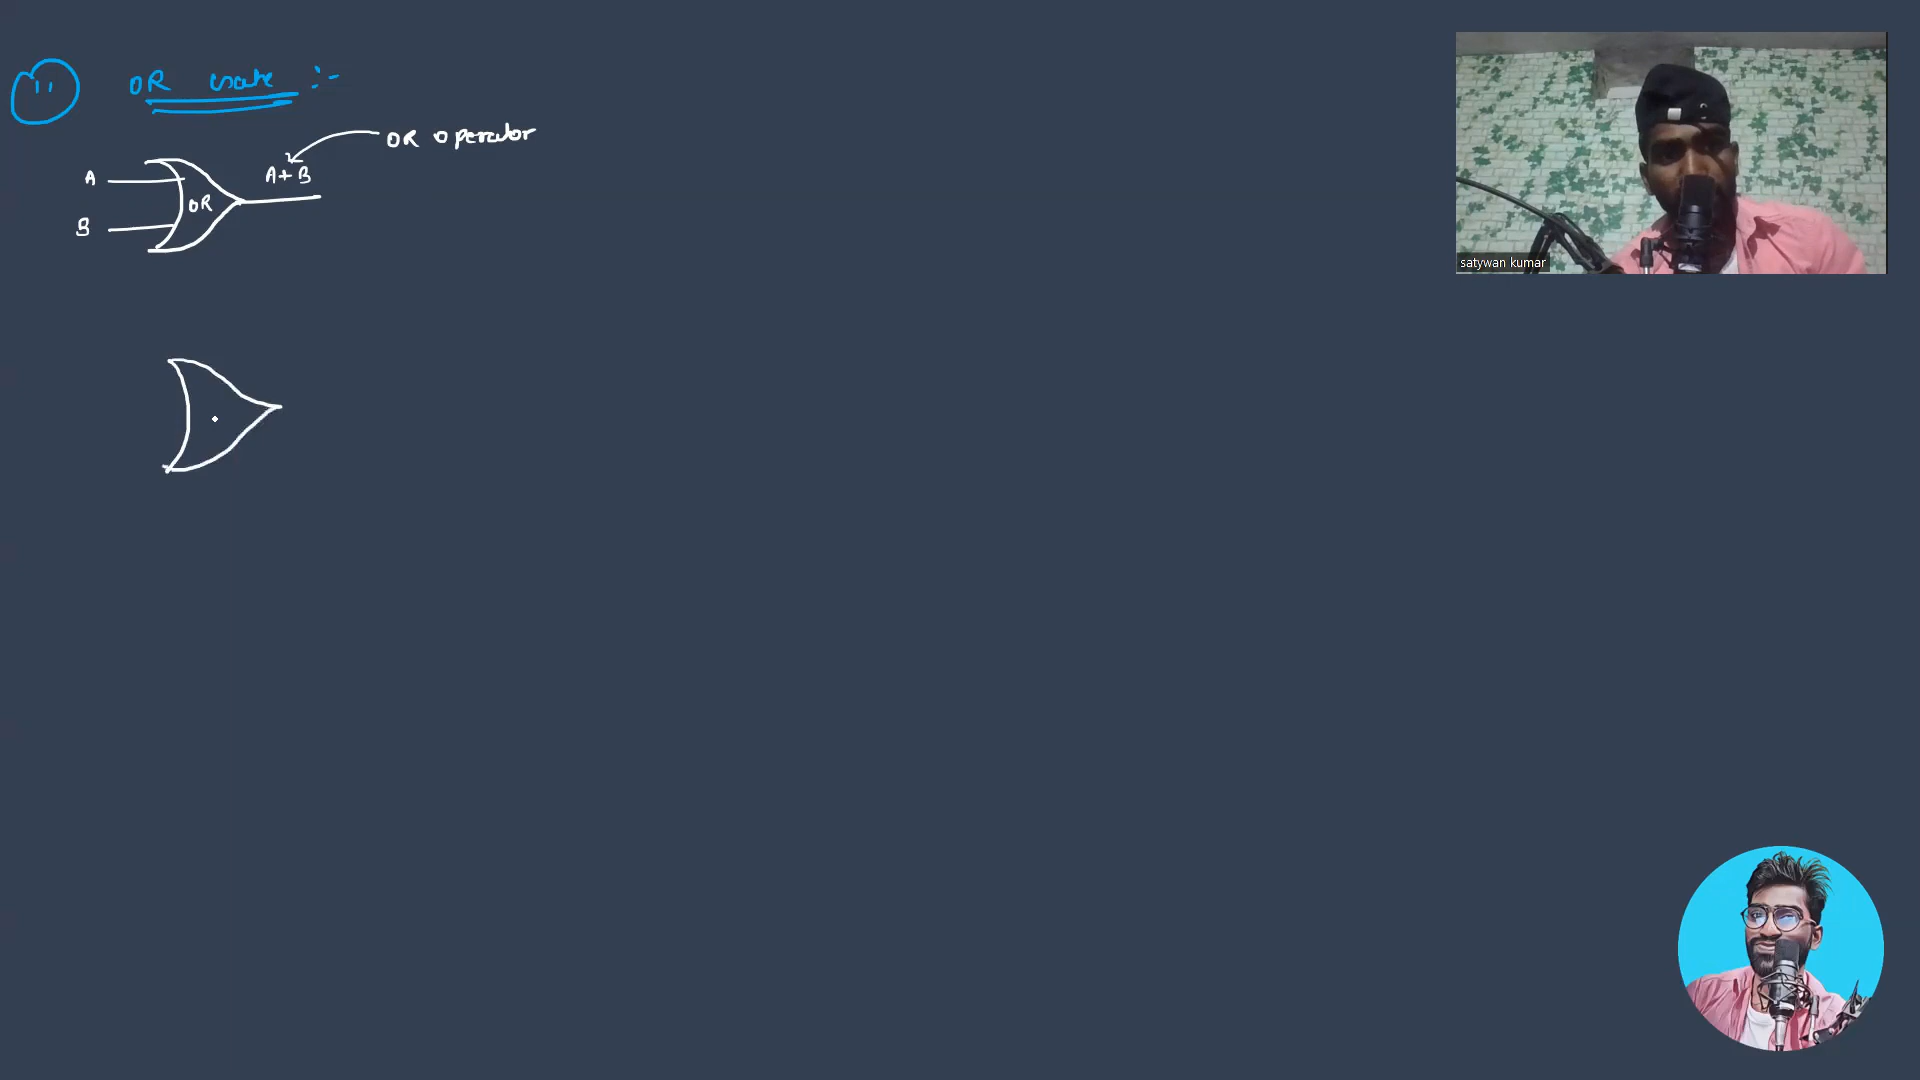 11 OR Gate :-
OR operator
A+B
A
OR
B
satywan kumar